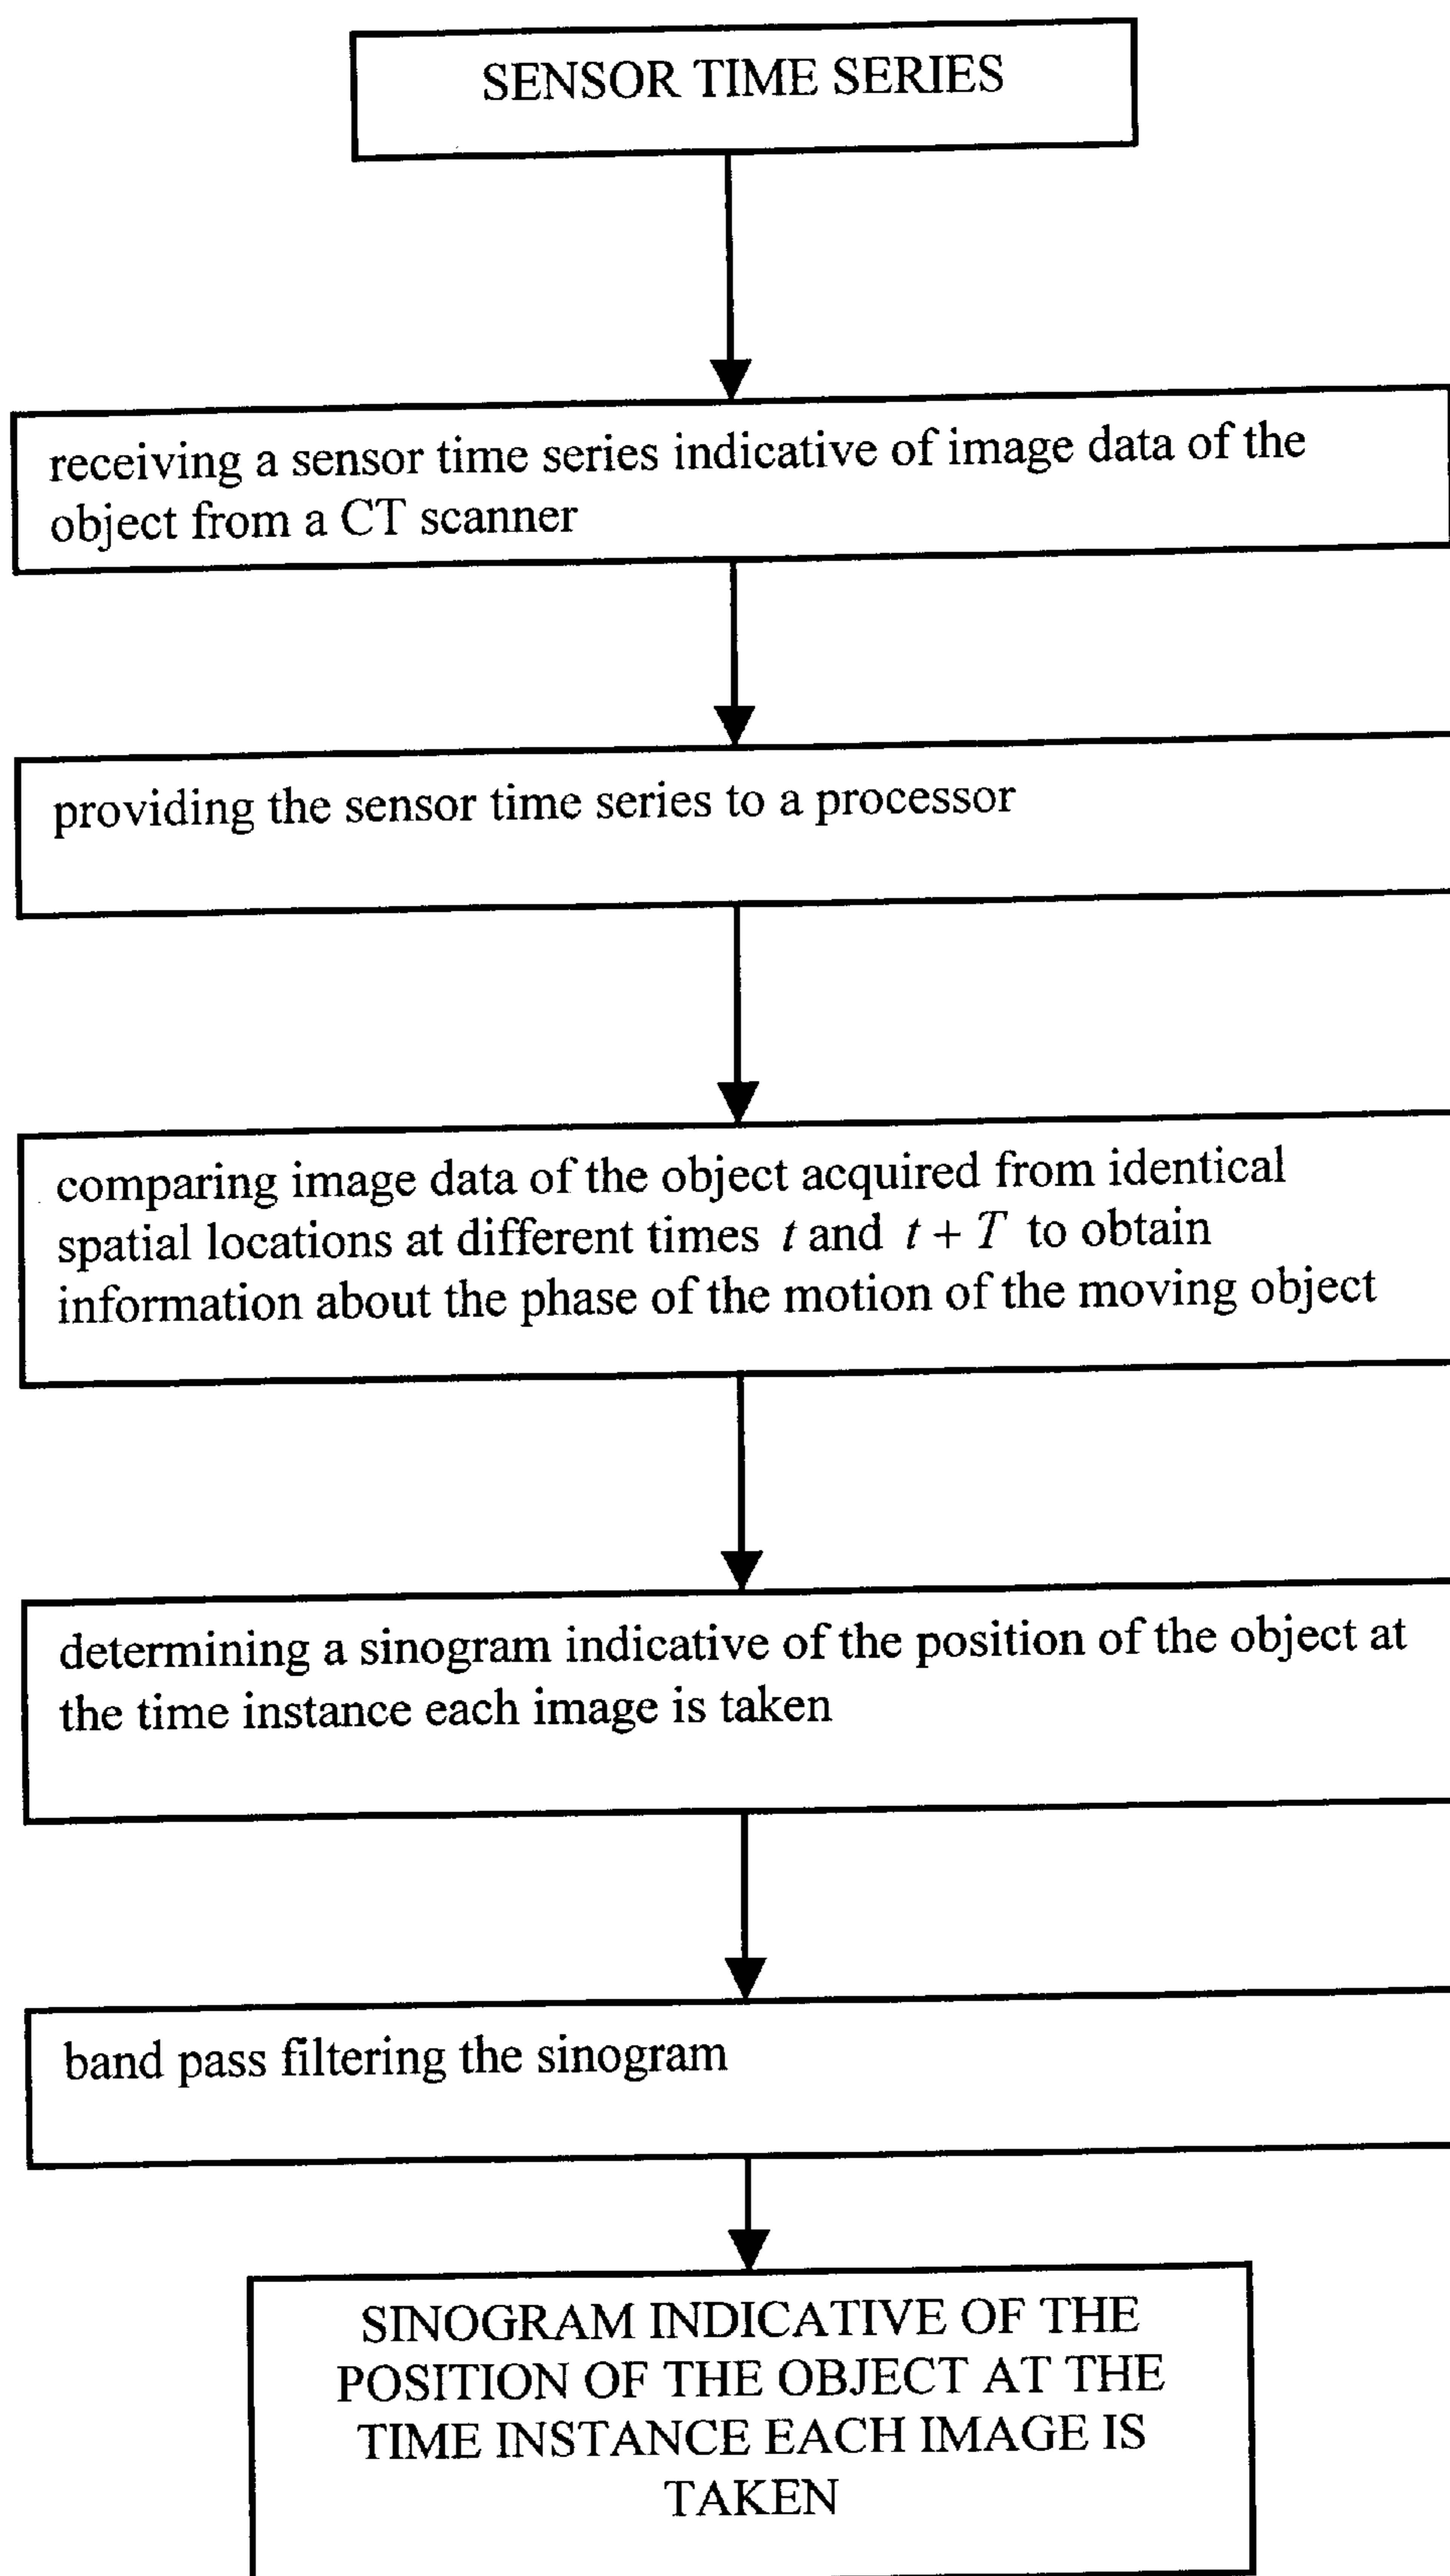 SENSOR TIME SERIES
receiving a sensor time series indicative of image data of the
object from a CT scanner
providing the sensor time series to a processor
comparing image data of the object acquired from identical
spatial locations at different times t and t + T to obtain
information about the phase of the motion of the moving object
determining a sinogram indicative of the position of the object at
the time instance each image is taken
band pass filtering the sinogram
SINOGRAM INDICATIVE OF THE
POSITION OF THE OBJECT AT THE
TIME INSTANCE EACH IMAGE IS
TAKEN